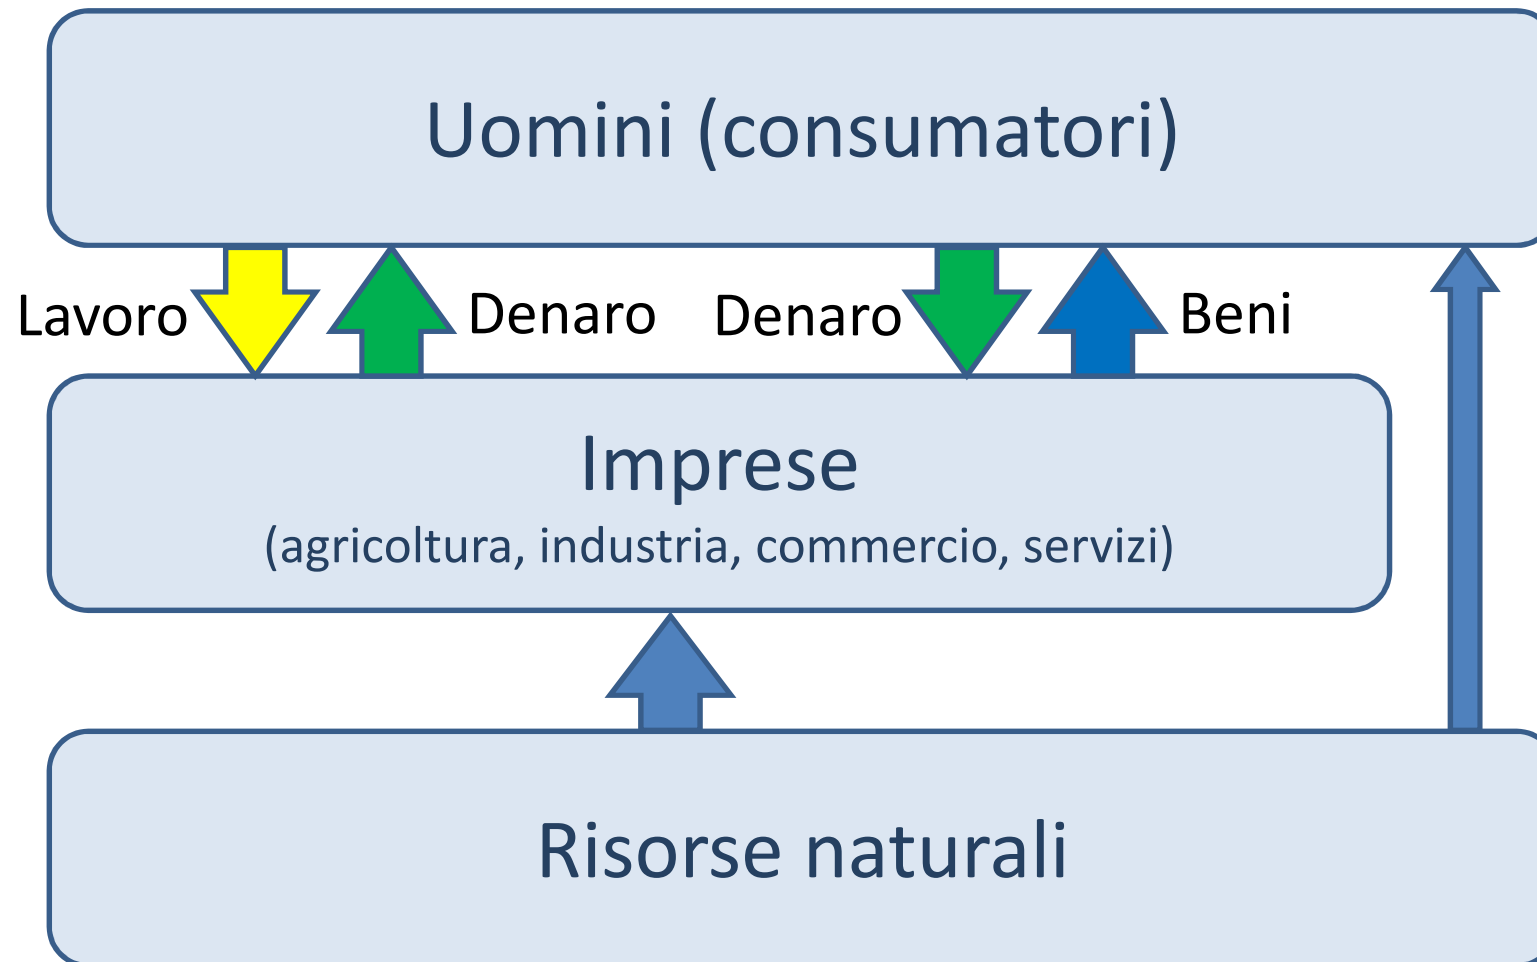 Uomini (consumatori)
Lavoro
Denaro
Denaro
Beni
Imprese
(agricoltura, industria, commercio, servizi)
Risorse naturali